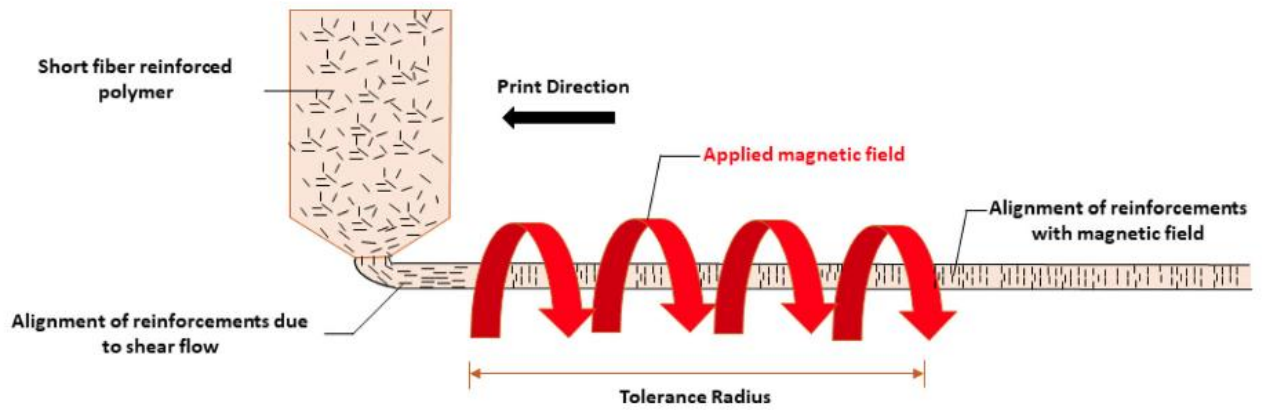 Short fiber reinforced
polymer
Print Direction
Applied magnetic field
Alignment of reinforcements
with magnetic field
Alignment of reinforcements due
to shear flow
Tolerance Radius